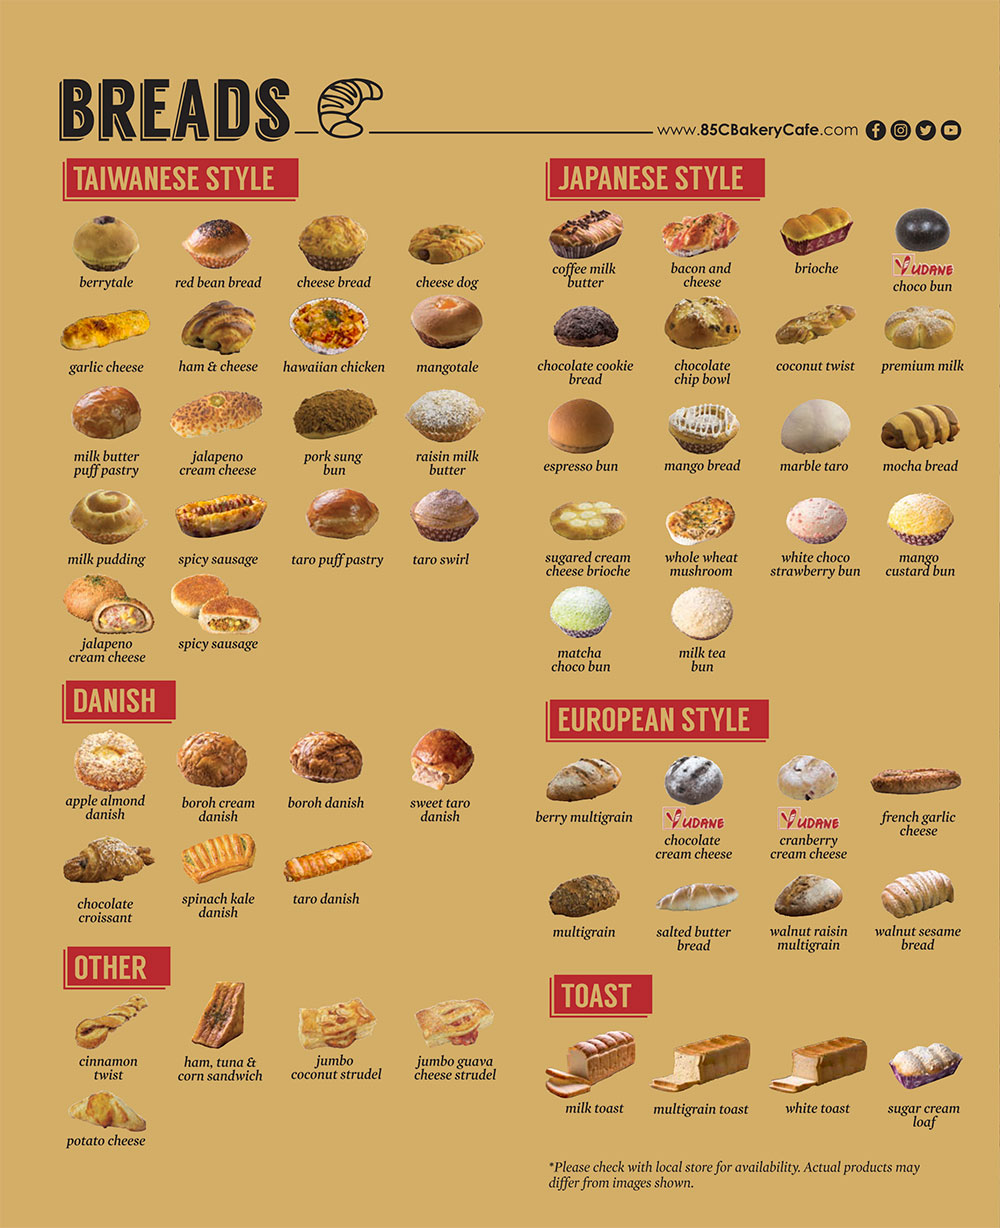 BREADS
www.85CBakeryCafe.com
TAIWANESE STYLE
berrytale
red bean bread
cheese bread
cheese dog
garlic cheese
ham & cheese
hawaiian chicken
mangotale
milk butter
puff pastry
jalapeno
cream cheese
pork sung
bun
raisin milk
butter
milk pudding
spicy sausage
taro puff pastry
taro swirl
jalapeno
cream cheese
spicy sausage
DANISH
apple almond
danish
boroh cream
danish
boroh danish
sweet taro
danish
chocolate
croissant
spinach kale
danish
taro danish
OTHER
cinnamon
twist
ham, tuna &
corn sandwich
jumbo
coconut strudel
jumbo guava
cheese strudel
potato cheese
JAPANESE STYLE
coffee milk
butter
bacon and
cheese
brioche
YUDANE
choco bun
chocolate cookie
bread
chocolate
chip bowl
coconut twist
premium milk
espresso bun
mango bread
marble taro
mocha bread
sugared cream
cheese brioche
whole wheat
mushroom
white choco
strawberry bun
mango
custard bun
matcha
choco bun
milk tea
bun
EUROPEAN STYLE
berry multigrain
YUDANE
chocolate
cream cheese
YUDANE
cranberry
cream cheese
french garlic
cheese
multigrain
salted butter
bread
walnut raisin
multigrain
walnut sesame
bread
TOAST
milk toast
multigrain toast
white toast
sugar cream
loaf
*Please check with local store for availability. Actual products may
differ from images shown.